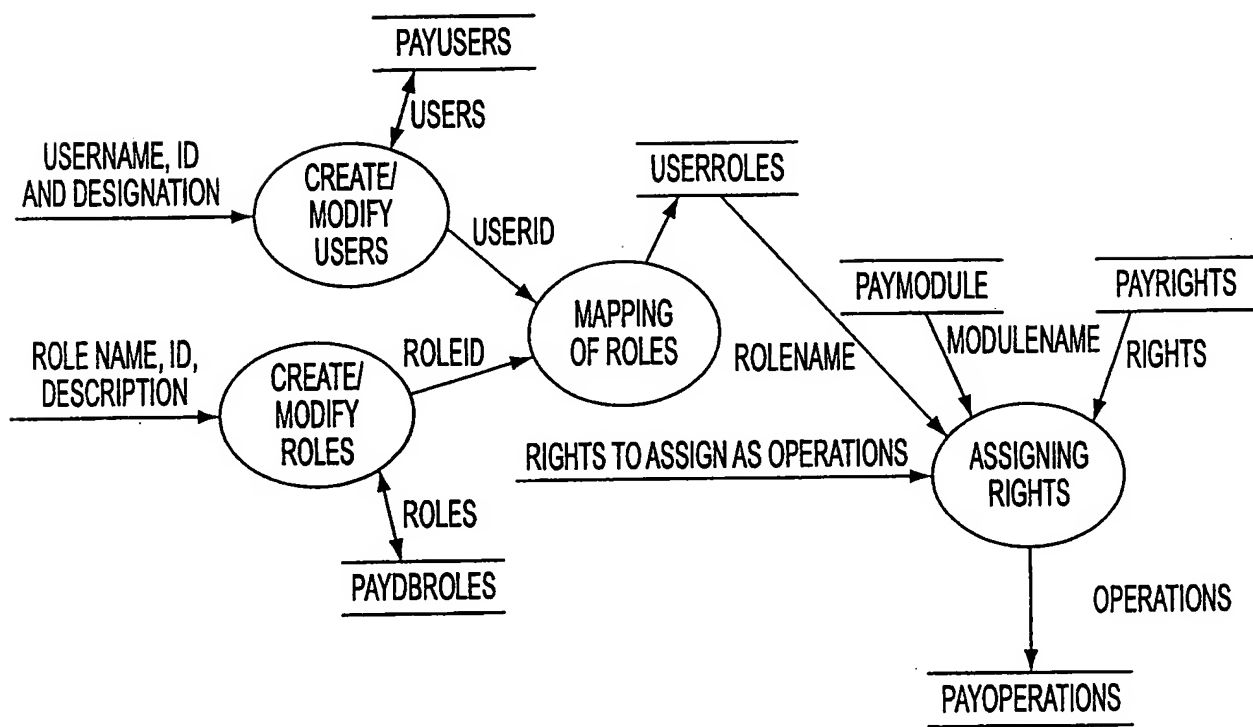 PAYUSERS
USERS
USERNAME, ID
AND DESIGNATION
CREATE/
MODIFY
USERS
USERID
USERROLES
MAPPING
OF ROLES
ROLE NAME, ID,
DESCRIPTION
CREATE/
MODIFY
ROLES
ROLEID
ROLES
PAYDBROLES
ROLENAME
PAYMODULE
MODULENAME
PAYRIGHTS
RIGHTS
RIGHTS TO ASSIGN AS OPERATIONS
ASSIGNING
RIGHTS
OPERATIONS
PAYOPERATIONS